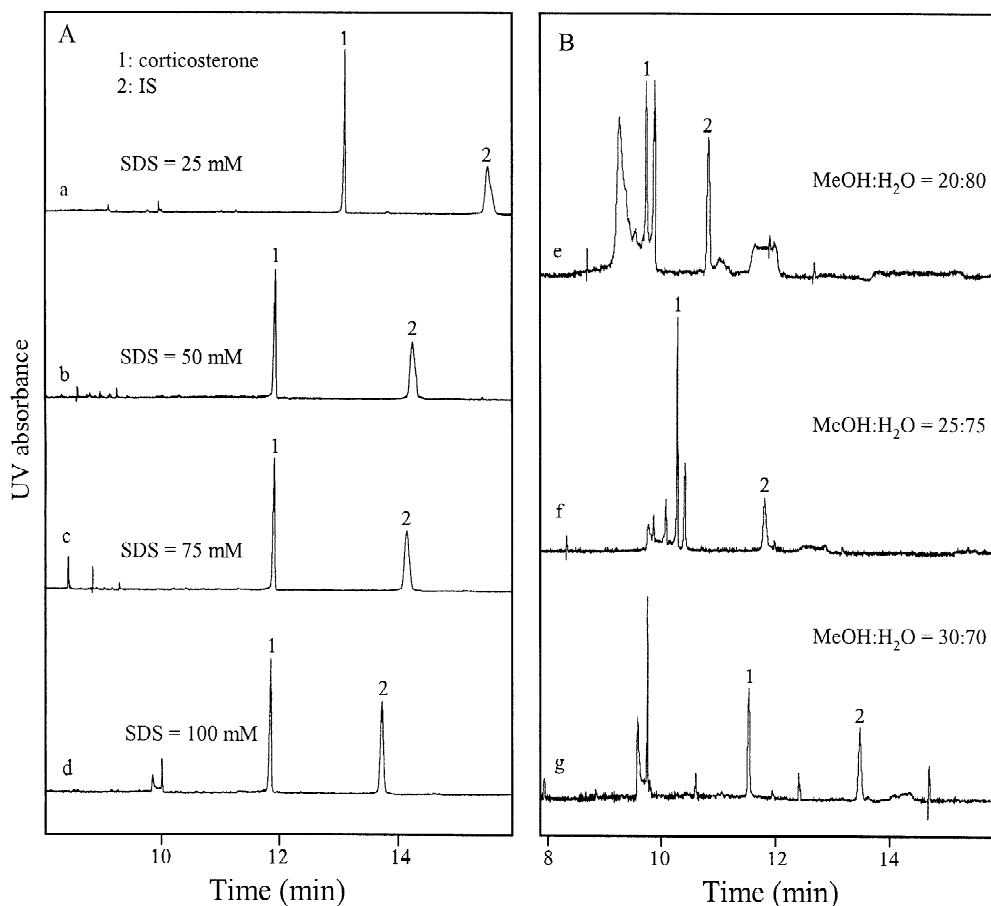 A
1: corticosterone
2: IS
1
2
SDS = 25 mM
a
1
2
SDS = 50 mM
b
1
2
SDS = 75 mM
c
1
2
SDS = 100 mM
d
UV absorbance
10 12 14
Time (min)
B
1
2
MeOH:H₂O = 20:80
e
1
2
McOH:H₂O = 25:75
f
1
2
MeOH:H₂O = 30:70
g
8 10 12 14
Time (min)